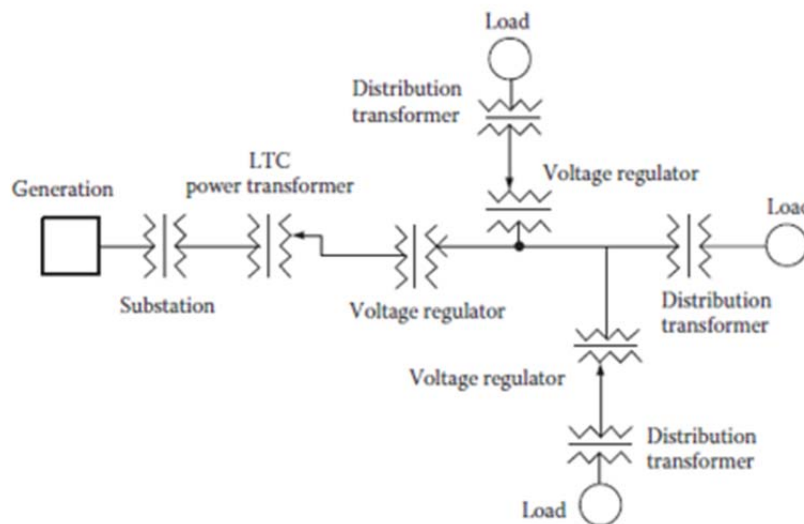 Load
Distribution
transformer
LTC
power transformer
Voltage regulator
Generation
Load
Substation
Voltage regulator
Distribution
transformer
Voltage regulator
Distribution
transformer
Load